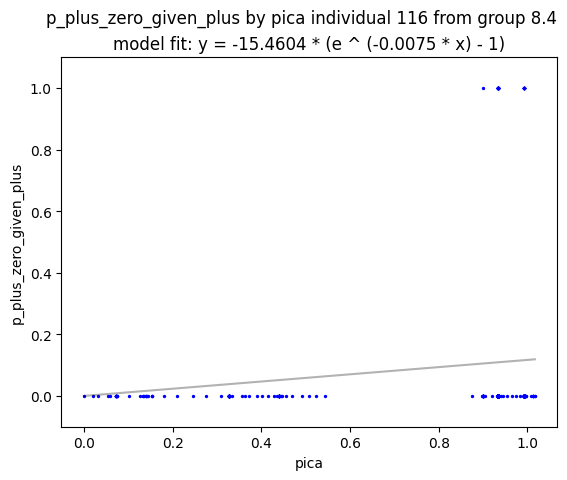 p_plus_zero_given_plus by pica individual 116 from group 8.4
model fit: y = -15.4604 * (e ^ (-0.0075 * x) - 1)
1.0
0.8
0.6
0.4
0.2
0.0
p_plus_zero_given_plus
0.0 0.2 0.4 0.6 0.8 1.0
pica